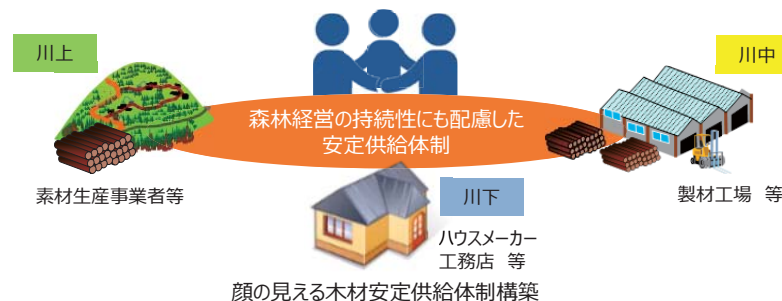 川上
川中
森林経営の持続性にも配慮した
安定供給体制
素材生産事業者等
川下
製材工場 等
ハウスメーカー
工務店 等
顔の見える木材安定供給体制構築